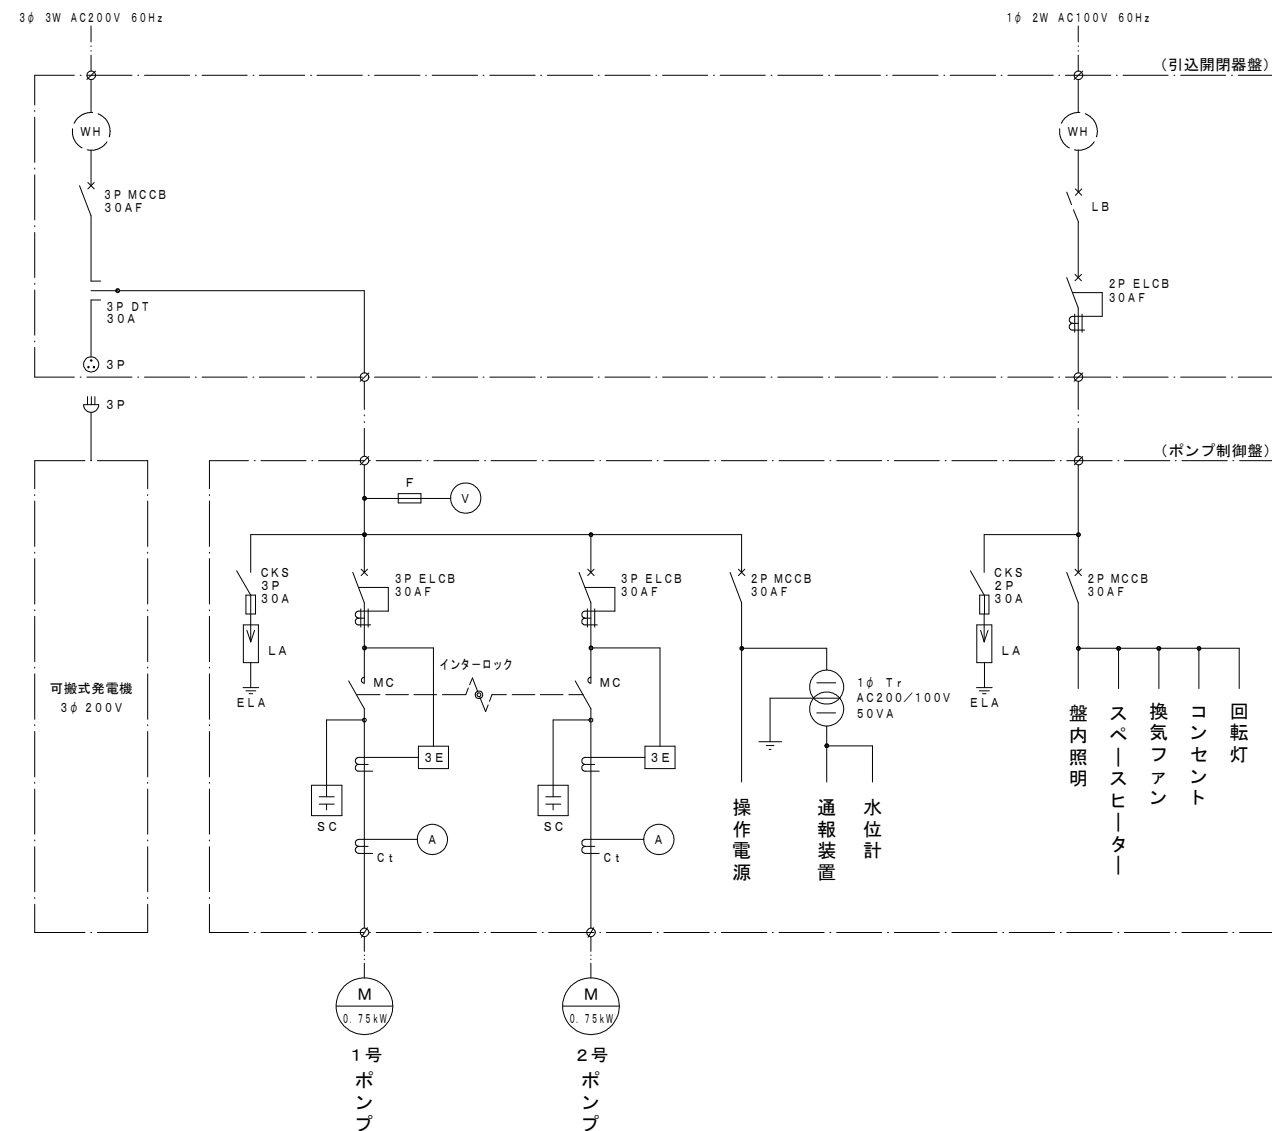 3φ 3W AC200V 60Hz
1φ 2W AC100V 60Hz
(引込開閉器盤)
WH
WH
3P MCCB
30AF
LB
2P ELCB
30AF
3P DT
30A
3P
3P
(ポンプ制御盤)
F
V
CKS
3P
30A
3P ELCB
30AF
3P ELCB
30AF
2P MCCB
30AF
CKS
2P
30A
2P MCCB
30AF
LA
LA
ELA
ELA
可搬式発電機
3φ 200V
インターロック
MC
MC
1φ Tr
AC200/100V
50VA
3E
3E
SC
SC
A
A
Ct
Ct
操作電源
通報装置
水位計
盤内照明
スペースヒーター
換気ファン
コンセント
回転灯
M
0.75kW
M
0.75kW
1号
ポンプ
2号
ポンプ